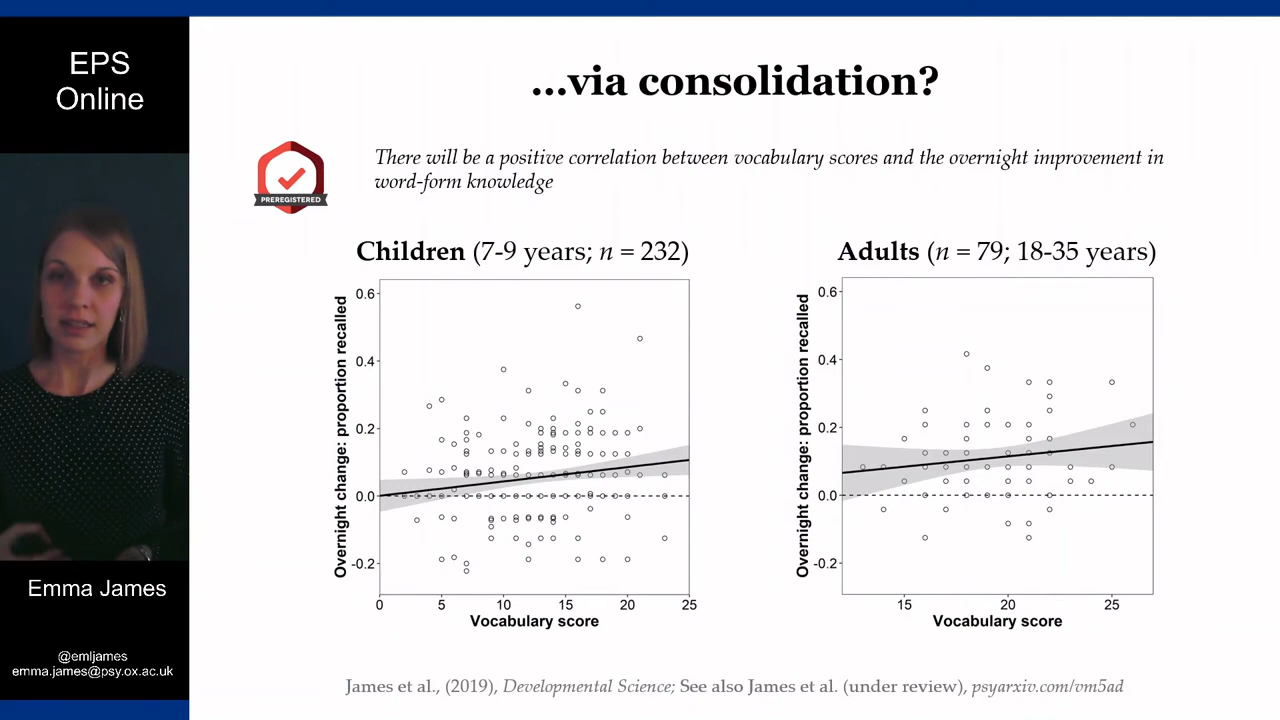 EPS
Online
...via consolidation?
There will be a positive correlation between vocabulary scores and the overnight improvement in
word-form knowledge
PREREGISTERED
Children (7-9 years; n = 232)
Adults (n = 79; 18-35 years)
Overnight change: proportion recalled
0.6
0.4
0.2
0.0
-0.2
0
5
10
15
20
25
Vocabulary score
Overnight change: proportion recalled
0.6
0.4
0.2
0.0
-0.2
15
20
25
Vocabulary score
Emma James
@emljames
emma.james@psy.ox.ac.uk
James et al., (2019), Developmental Science; See also James et al. (under review), psyarxiv.com/vm5ad